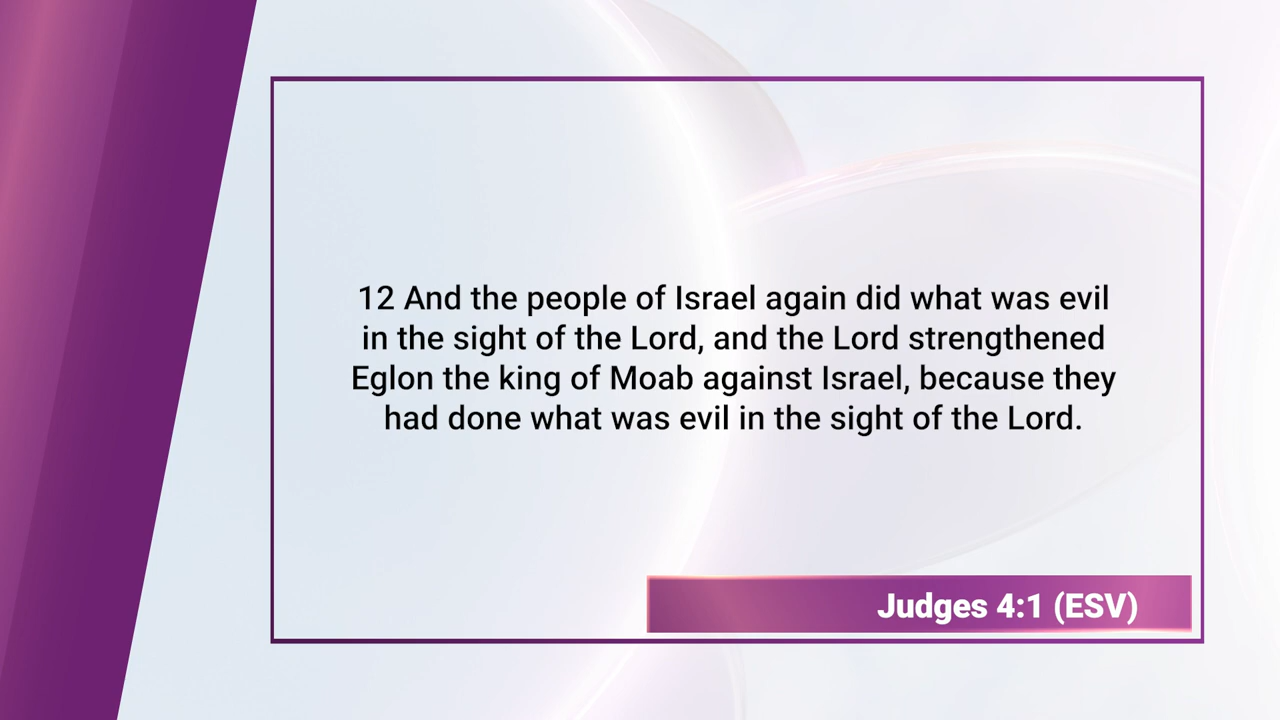 12 And the people of Israel again did what was evil
in the sight of the Lord, and the Lord strengthened
Eglon the king of Moab against Israel, because they
had done what was evil in the sight of the Lord.
Judges 4:1 (ESV)